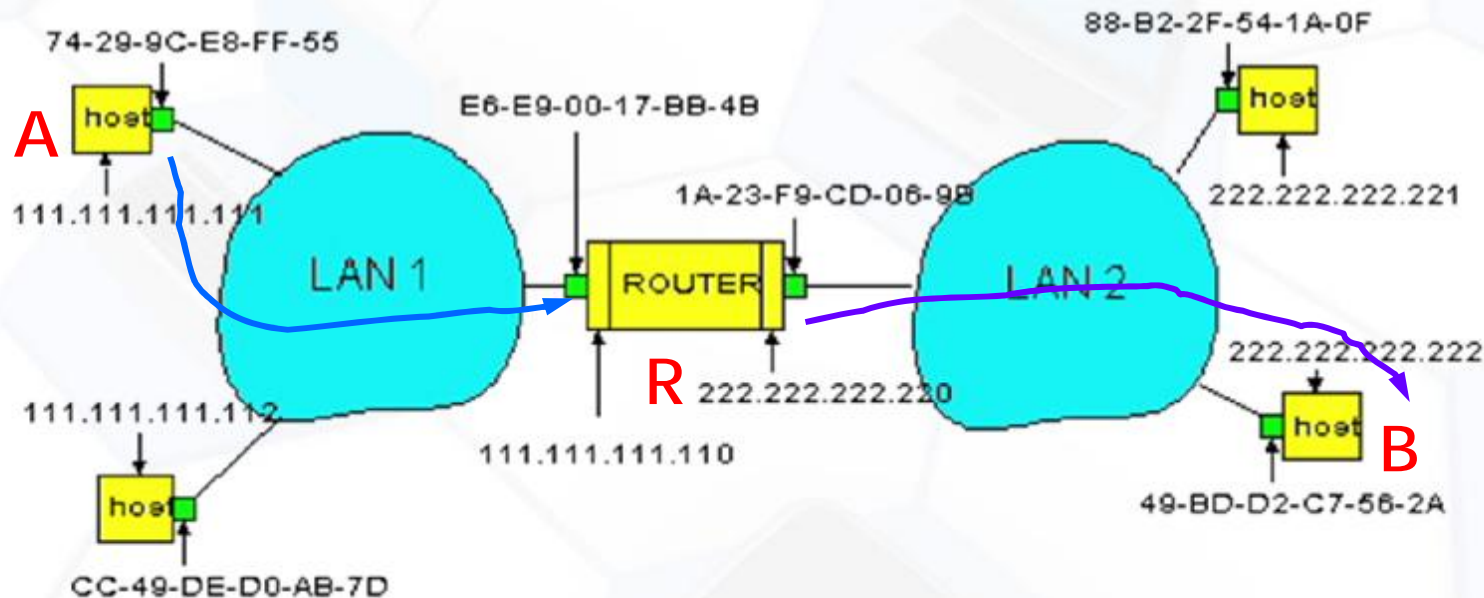 74-29-9C-E8-FF-55
88-B2-2F-54-1A-0F
A
host
E6-E9-00-17-BB-4B
host
111.111.111.111
1A-23-F9-CD-06-9B
222.222.222.221
LAN 1
ROUTER
LAN 2
222.222.222.222
R
222.222.222.220
111.111.111.112
111.111.111.110
host
B
host
49-BD-D2-C7-56-2A
CC-49-DE-D0-AB-7D